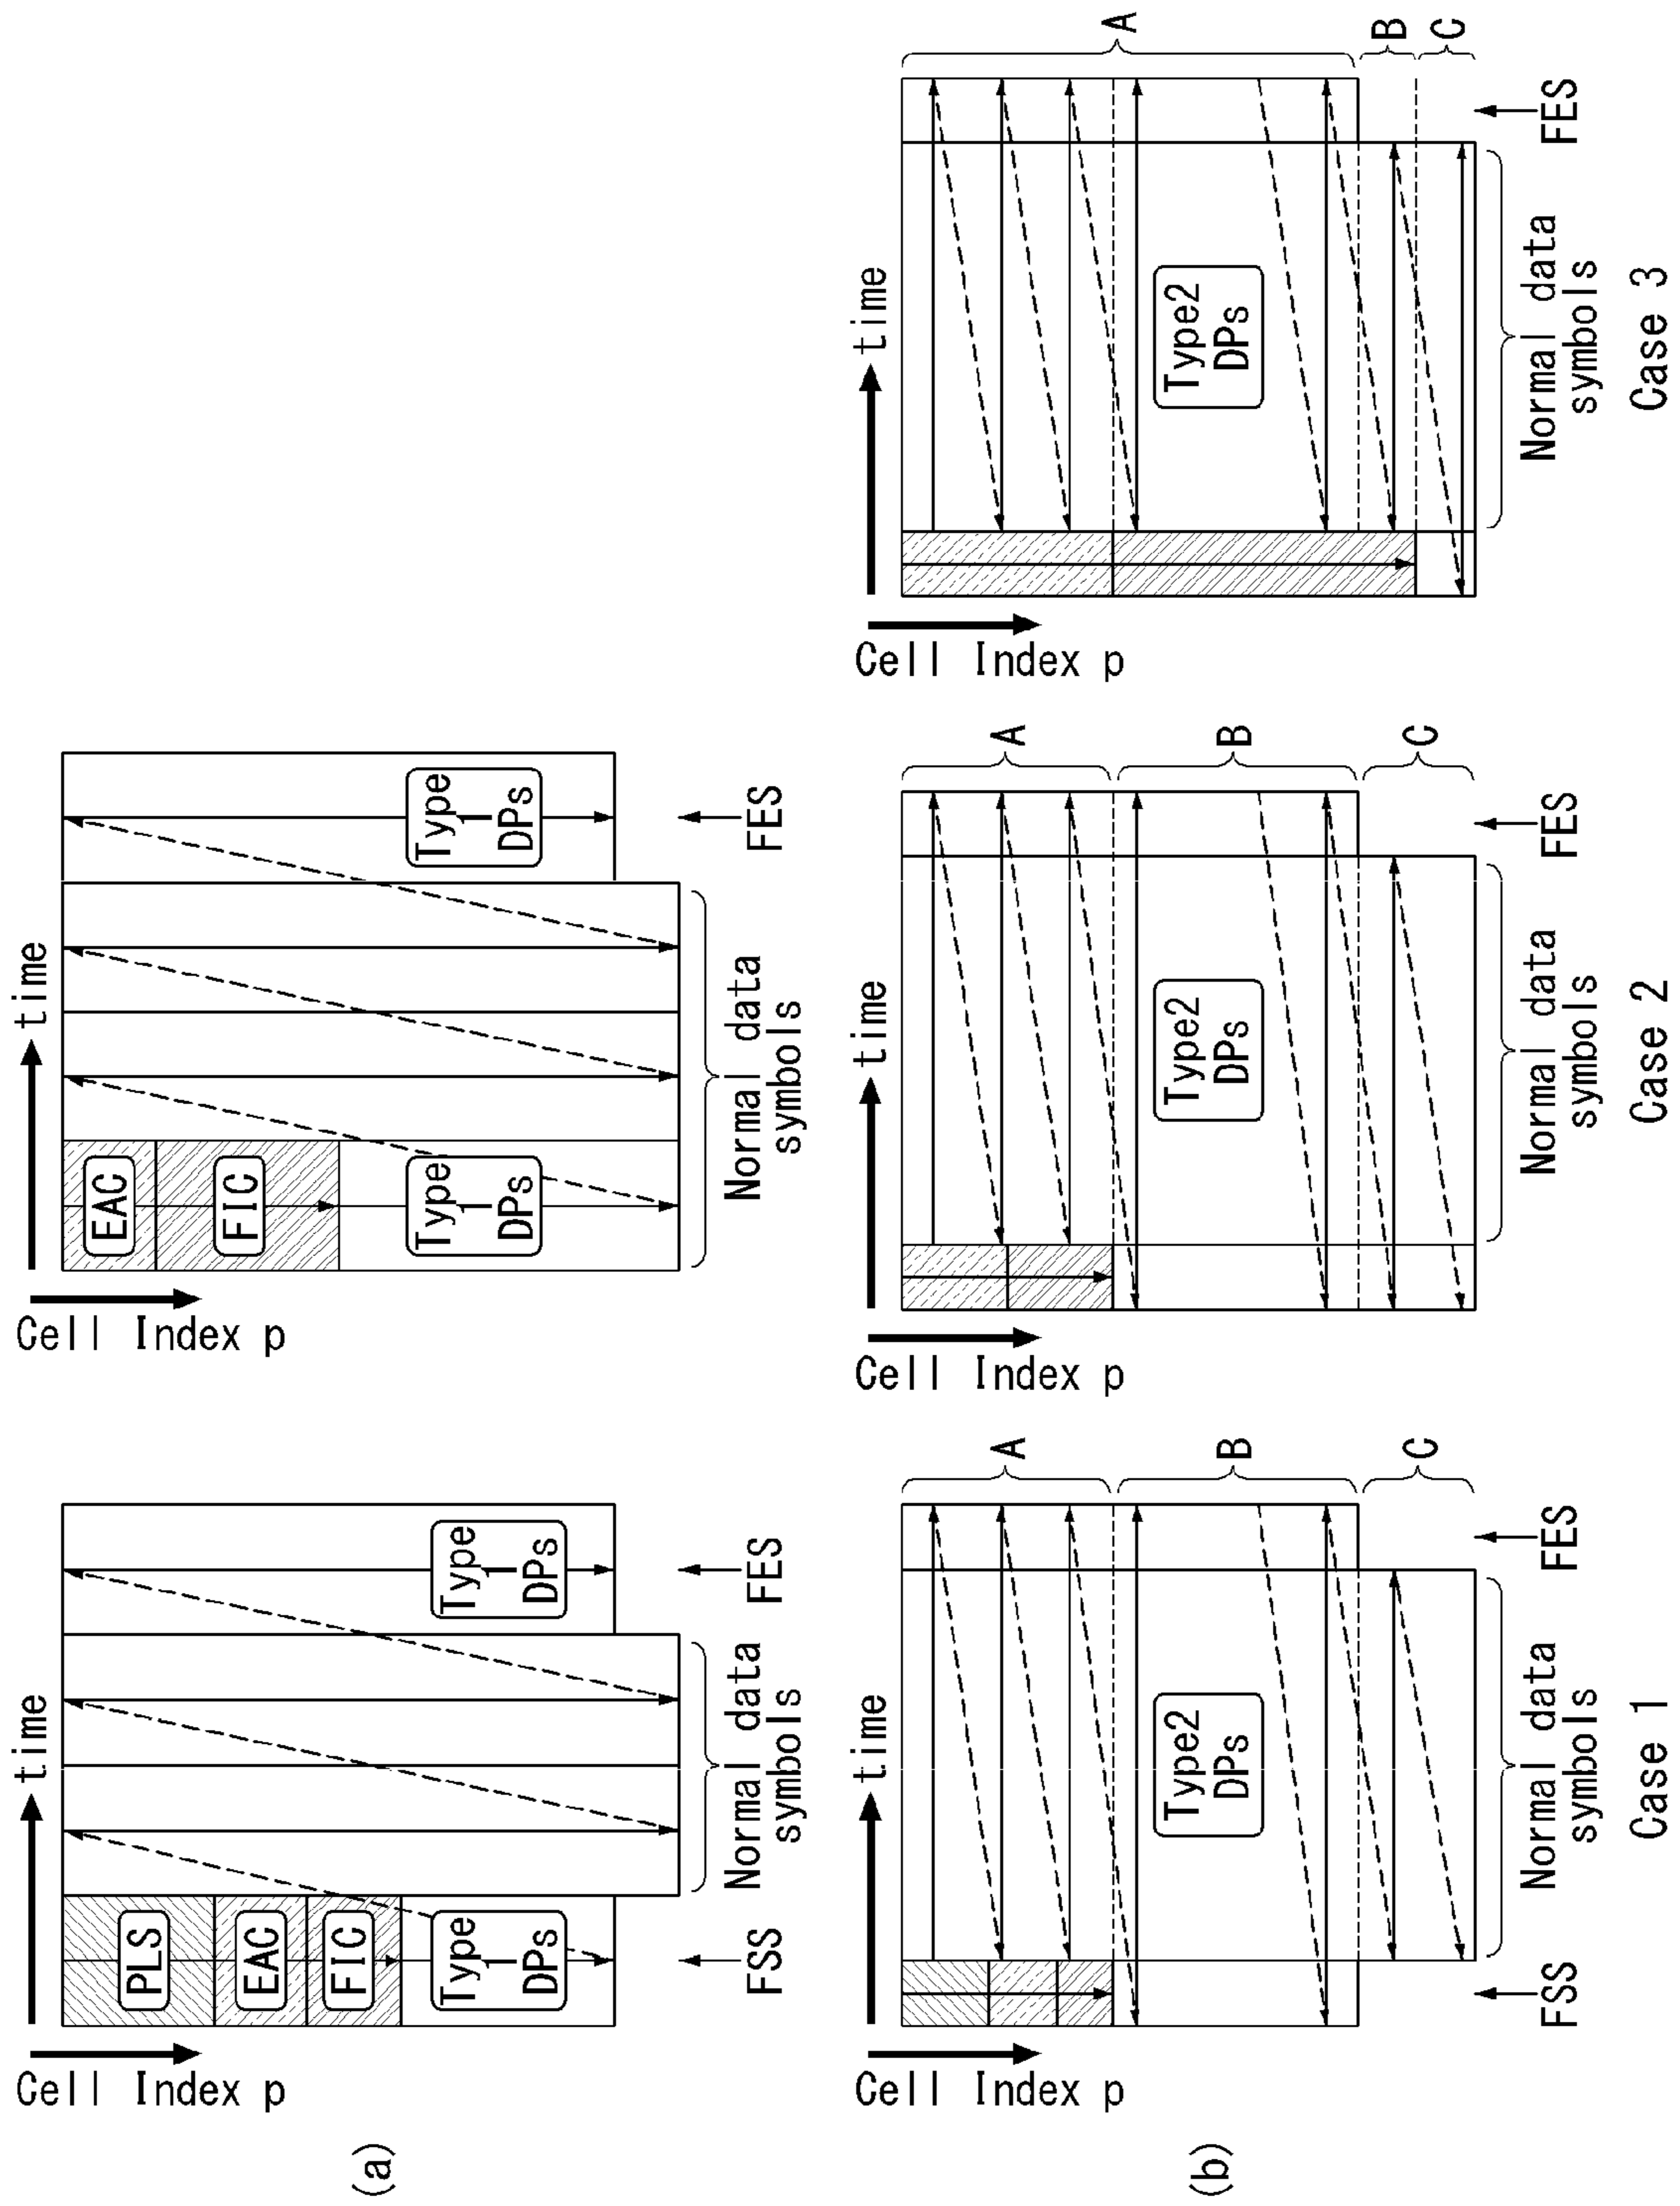 (a)
Cell Index p
time
PLS
EAC
FIC
Type
1
DPs
Type
1
DPs
FSS
Normal data
symbols
FES
Cell Index p
time
EAC
FIC
Type
1
DPs
Type
1
DPs
Normal data
symbols
FES
(b)
Cell Index p
time
Type2
DPs
A
B
C
FSS
Normal data
symbols
FES
Case 1
Cell Index p
time
Type2
DPs
A
B
C
Normal data
symbols
FES
Case 2
Cell Index p
time
Type2
DPs
A
B
C
Normal data
symbols
FES
Case 3